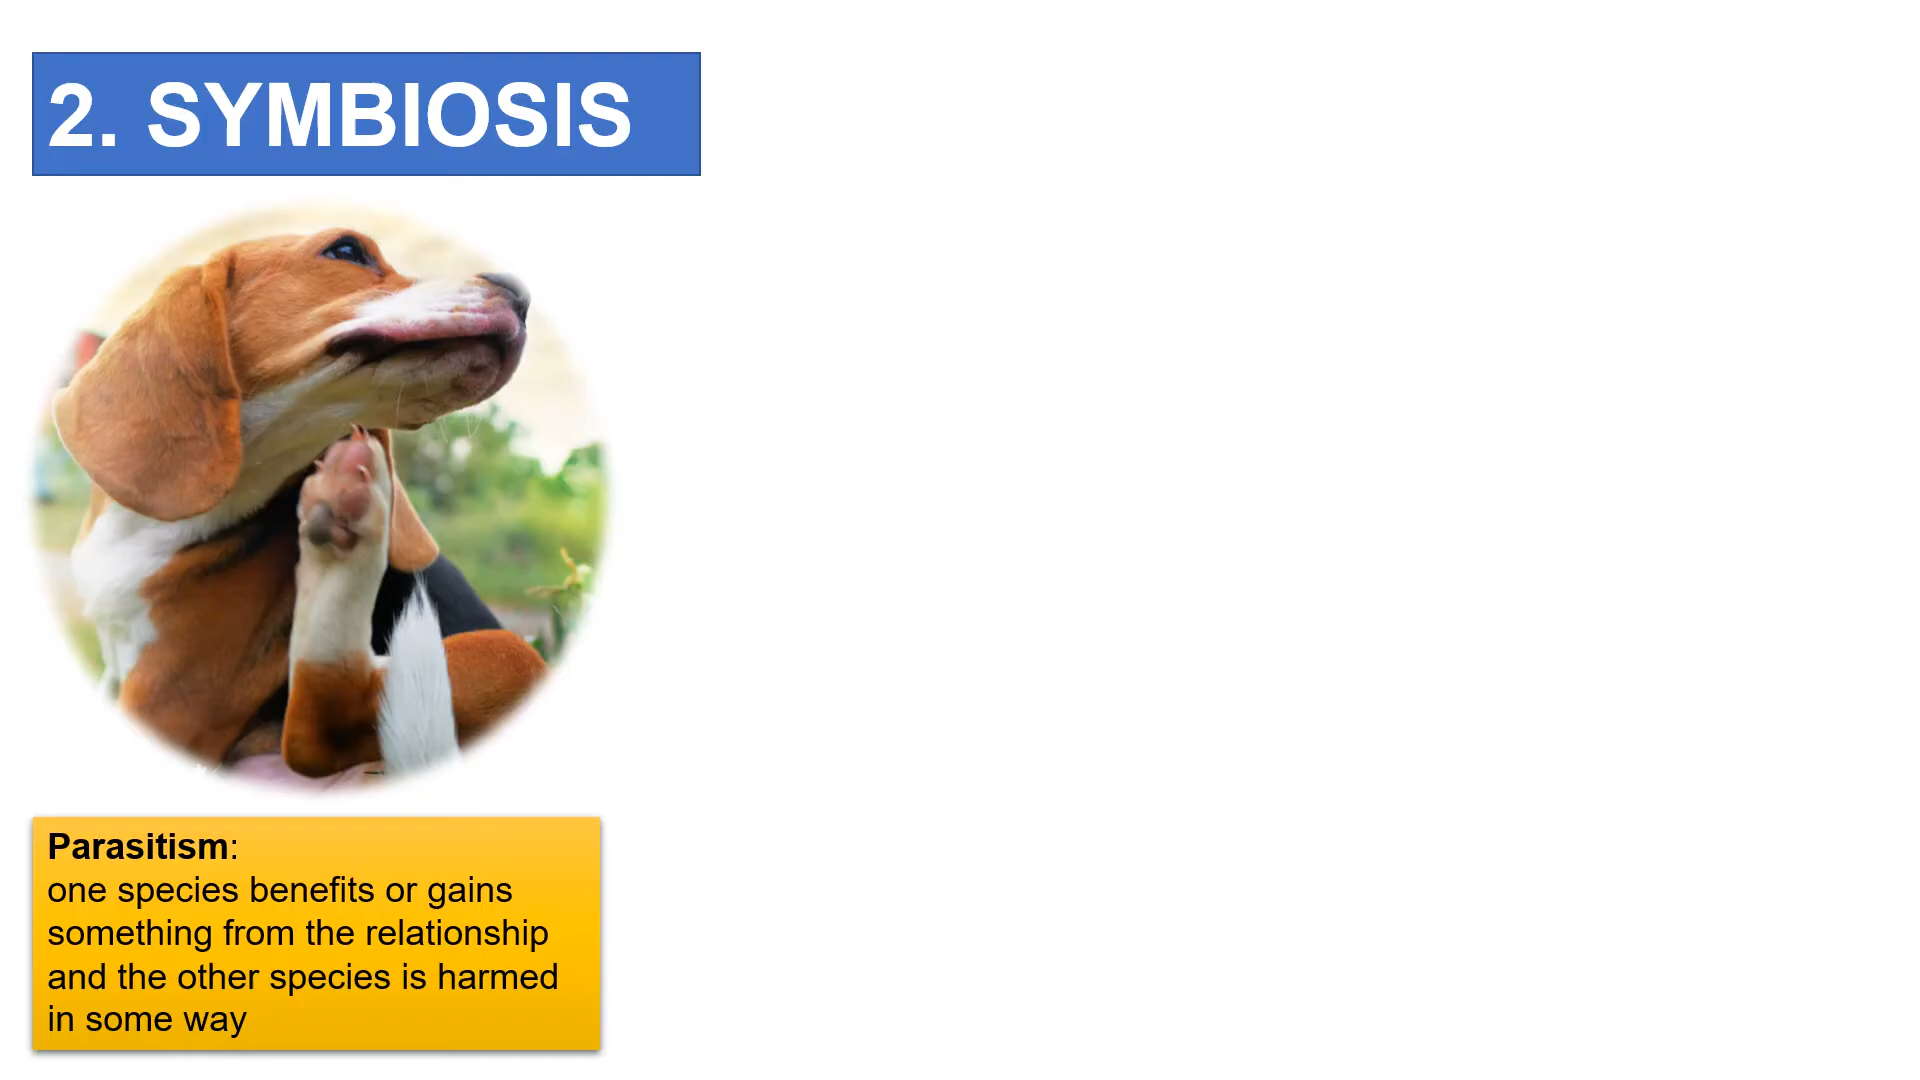 2. SYMBIOSIS
Parasitism:
one species benefits or gains
something from the relationship
and the other species is harmed
in some way